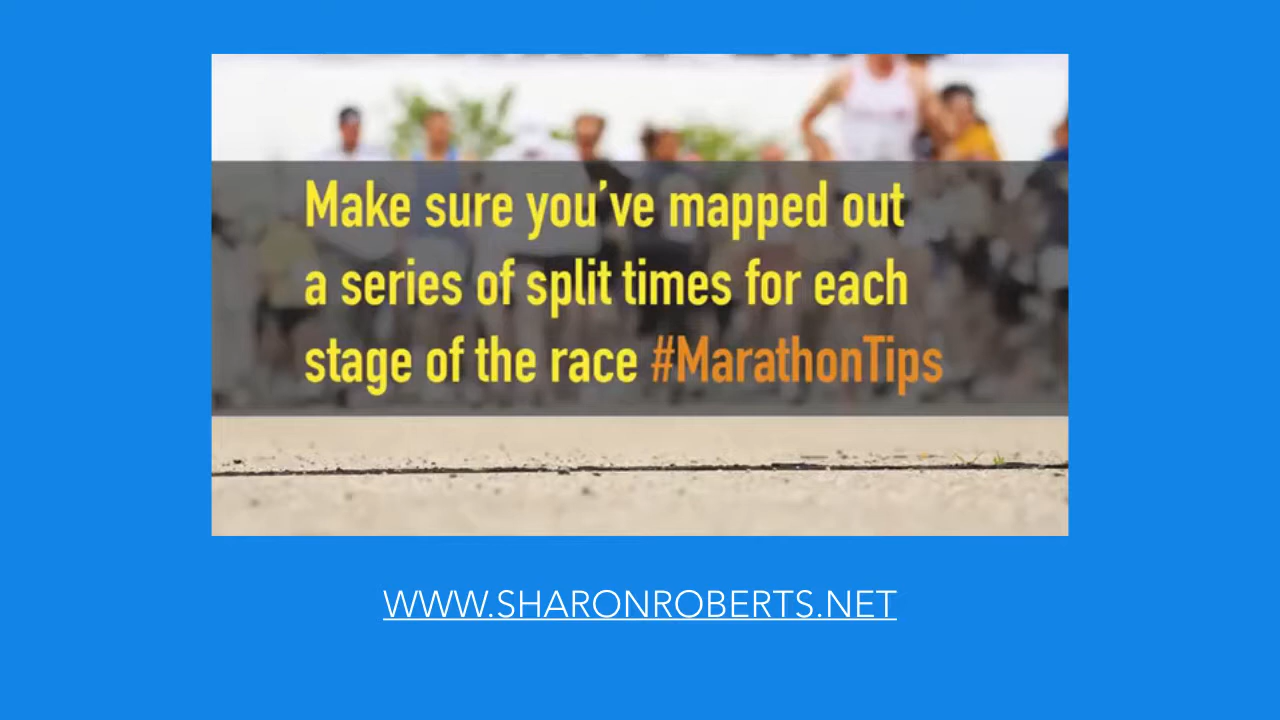 Make sure you’ve mapped out
a series of split times for each
stage of the race #MarathonTips
WWW.SHARONROBERTS.NET